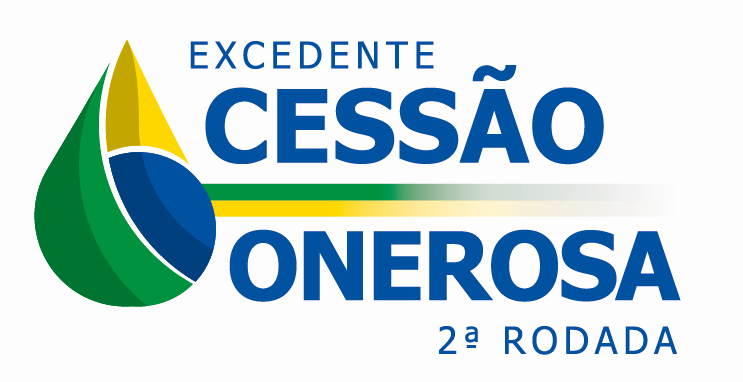 EXCEDENTE
CESSÃO
ONEROSA
2ª RODADA